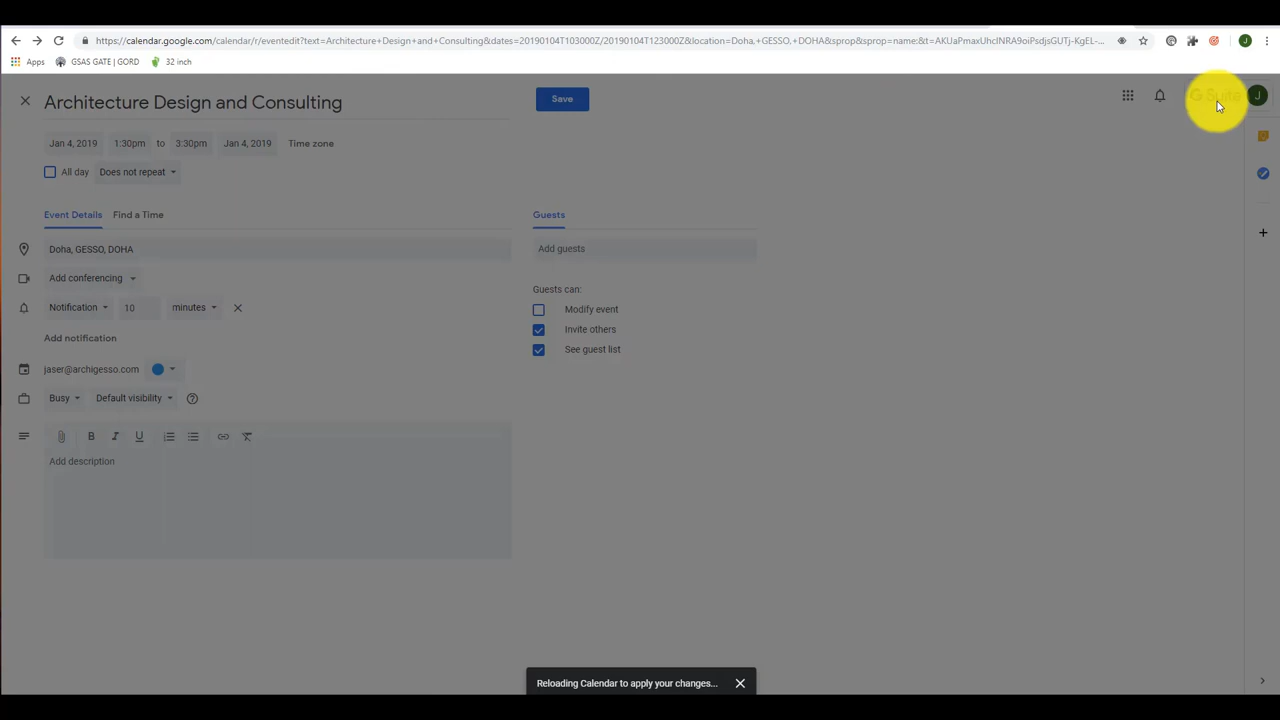 https://calendar.google.com/calendar/r/eventedit?text=Architecture+Design+and+Consulting&dates=20190104T103000Z/20190104T123000Z&location=Doha,+GESSO,+DOHA&sprop&sprop=name:&t=AKUaPmaxUhclNRA9oiPsdjsGUTj-KgEL-...
J
Apps GSAS GATE | GORD 32 inch
Architecture Design and Consulting
Save
G Suite
J
Jan 4, 2019 1:30pm to 3:30pm Jan 4, 2019 Time zone
All day Does not repeat
Event Details Find a Time
Guests
Doha, GESSO, DOHA
Add guests
Add conferencing
Guests can:
Notification 10 minutes
Modify event
Invite others
Add notification
See guest list
jaser@archigesso.com
Busy Default visibility
B I U
Add description
Reloading Calendar to apply your changes...